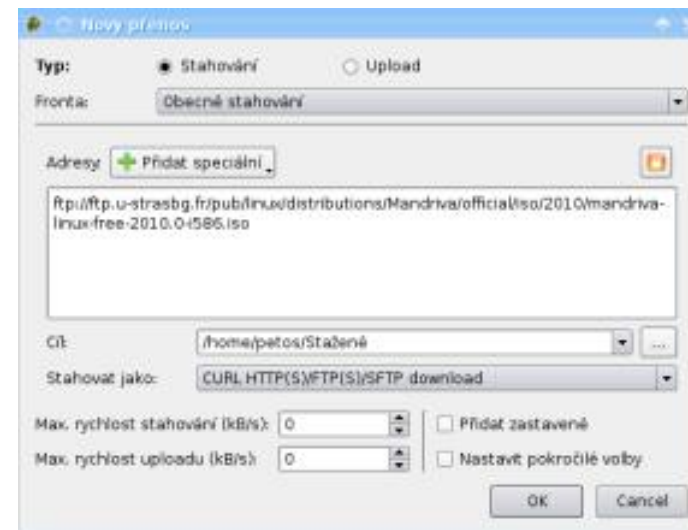 Nový přenos
Typ: Stahování Upload
Fronta: Obecné stahování
Adresy: Přidat speciální
ftp://ftp.u-strasbg.fr/pub/linux/distributions/Mandriva/official/iso/2010/mandriva-
linux-free-2010.0-i586.iso
Cíl: /home/petos/Stažené ...
Stahovat jako: CURL HTTP(S)/FTP(S)/SFTP download
Max. rychlost stahování (kB/s): 0 Přidat zastavené
Max. rychlost uploadu (kB/s): 0 Nastavit pokročilé volby
OK Cancel